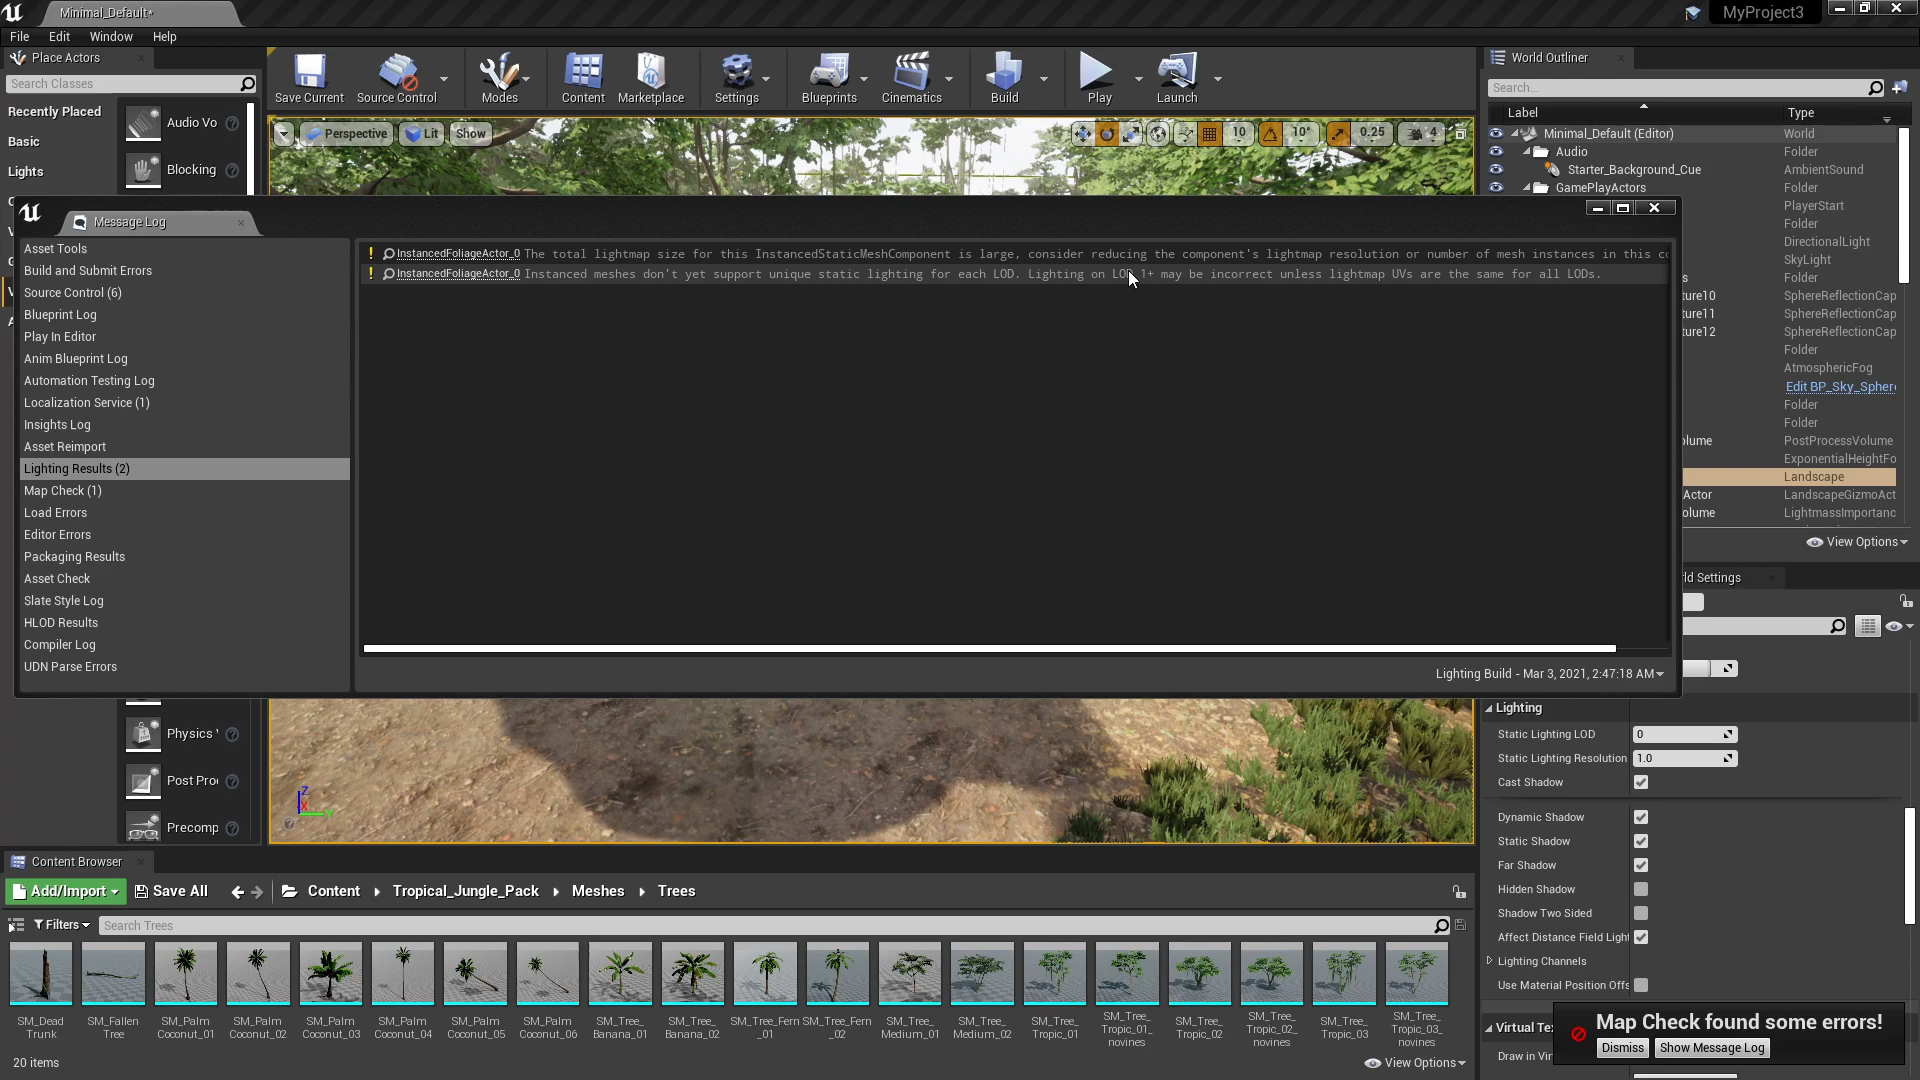 Minimal_Default*
MyProject3
File Edit Window Help
Place Actors
Search Classes
Recently Placed
Basic
Lights
Audio Vo
Blocking
Physics
Post Pro
Precomp
Save Current
Source Control
Modes
Content
Marketplace
Settings
Blueprints
Cinematics
Build
Play
Launch
Perspective
Lit
Show
10
10°
0.25
4
World Outliner
Search...
Label Type
Minimal_Default (Editor) World
Audio Folder
Starter_Background_Cue AmbientSound
GamePlayActors Folder
PlayerStart
Folder
DirectionalLight
SkyLight
s Folder
ture10 SphereReflectionCap
ture11 SphereReflectionCap
ture12 SphereReflectionCap
Folder
AtmosphericFog
Edit BP_Sky_Spher
Folder
Folder
olume PostProcessVolume
ExponentialHeightFo
Landscape
Actor LandscapeGizmoAct
olume LightmassImportanc
View Options
Message Log
Asset Tools
Build and Submit Errors
Source Control (6)
Blueprint Log
Play In Editor
Anim Blueprint Log
Automation Testing Log
Localization Service (1)
Insights Log
Asset Reimport
Lighting Results (2)
Map Check (1)
Load Errors
Editor Errors
Packaging Results
Asset Check
Slate Style Log
HLOD Results
Compiler Log
UDN Parse Errors
InstancedFoliageActor_0 The total lightmap size for this InstancedStaticMeshComponent is large, consider reducing the component's lightmap resolution or number of mesh instances in this co
InstancedFoliageActor_0 Instanced meshes don't yet support unique static lighting for each LOD. Lighting on LOD 1+ may be incorrect unless lightmap UVs are the same for all LODs.
Lighting Build - Mar 3, 2021, 2:47:18 AM
rld Settings
Lighting
Static Lighting LOD 0
Static Lighting Resolution 1.0
Cast Shadow
Dynamic Shadow
Static Shadow
Far Shadow
Hidden Shadow
Shadow Two Sided
Affect Distance Field Light
Lighting Channels
Use Material Position Offs
Virtual Te
Draw in Vir
Map Check found some errors!
Dismiss
Show Message Log
Z
X
Y
Content Browser
Add/Import
Save All
Content
Tropical_Jungle_Pack
Meshes
Trees
Filters
Search Trees
SM_Dead Trunk
SM_Fallen Tree
SM_Palm Coconut_01
SM_Palm Coconut_02
SM_Palm Coconut_03
SM_Palm Coconut_04
SM_Palm Coconut_05
SM_Palm Coconut_06
SM_Tree_ Banana_01
SM_Tree_ Banana_02
SM_Tree_Fern _01
SM_Tree_Fern _02
SM_Tree_ Medium_01
SM_Tree_ Medium_02
SM_Tree_ Tropic_01
SM_Tree_ Tropic_01_ novines
SM_Tree_ Tropic_02
SM_Tree_ Tropic_02_ novines
SM_Tree_ Tropic_03
SM_Tree_ Tropic_03_ novines
20 items
View Options